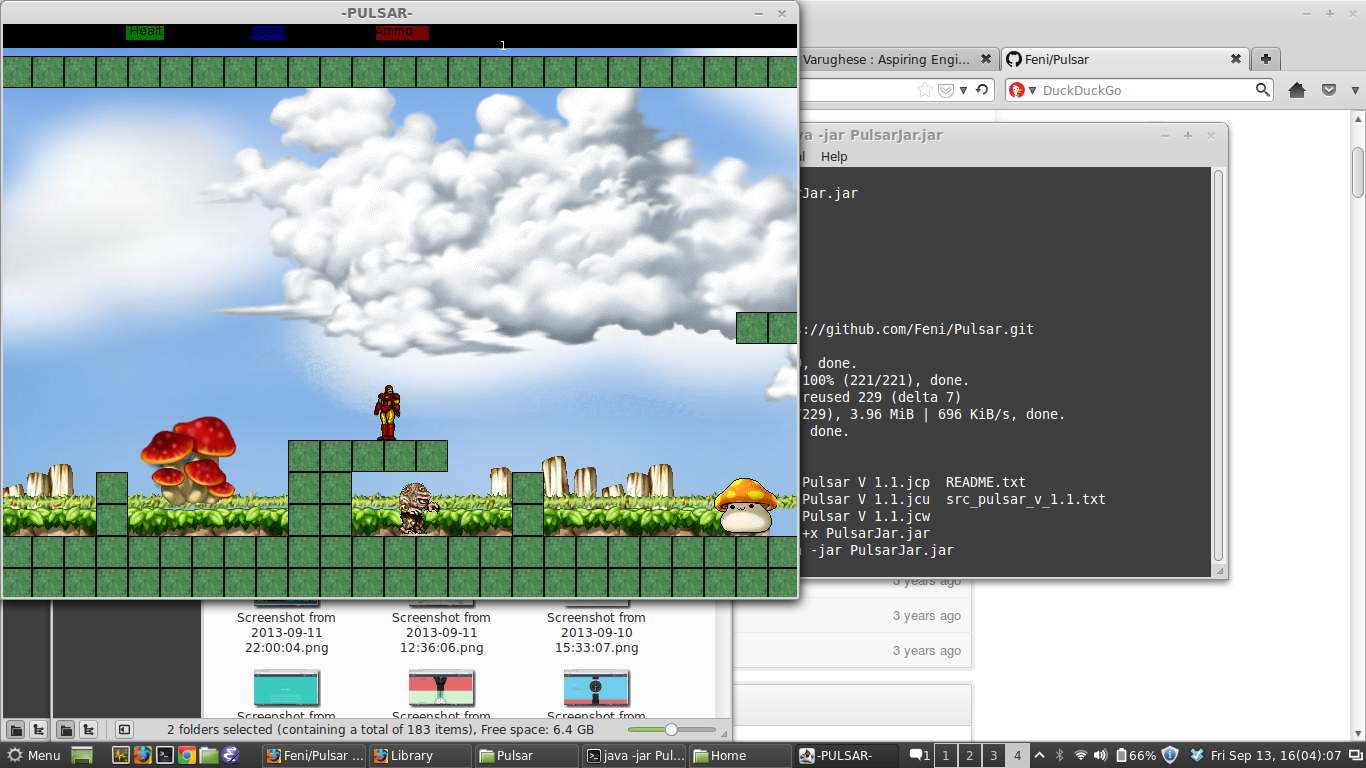 -PULSAR-
Healt
Boost
Ammo
1
Varughese : Aspiring Engi...
Feni/Pulsar
DuckDuckGo
va -jar PulsarJar.jar
al Help
rJar.jar
s://github.com/Feni/Pulsar.git
), done.
100% (221/221), done.
reused 229 (delta 7)
/229), 3.96 MiB | 696 KiB/s, done.
done.
Pulsar V 1.1.jcp README.txt
Pulsar V 1.1.jcu src_pulsar_v_1.1.txt
Pulsar V 1.1.jcw
+x PulsarJar.jar
-jar PulsarJar.jar
3 years ago
3 years ago
3 years ago
Screenshot from
2013-09-11
22:00:04.png
Screenshot from
2013-09-11
12:36:06.png
Screenshot from
2013-09-10
15:33:07.png
Screenshot from
Screenshot from
Screenshot from
2 folders selected (containing a total of 183 items), Free space: 6.4 GB
Menu
Feni/Pulsar ...
Library
Pulsar
java -jar Pul...
Home
-PULSAR-
1
1
2
3
4
66%
Fri Sep 13, 16(04):07